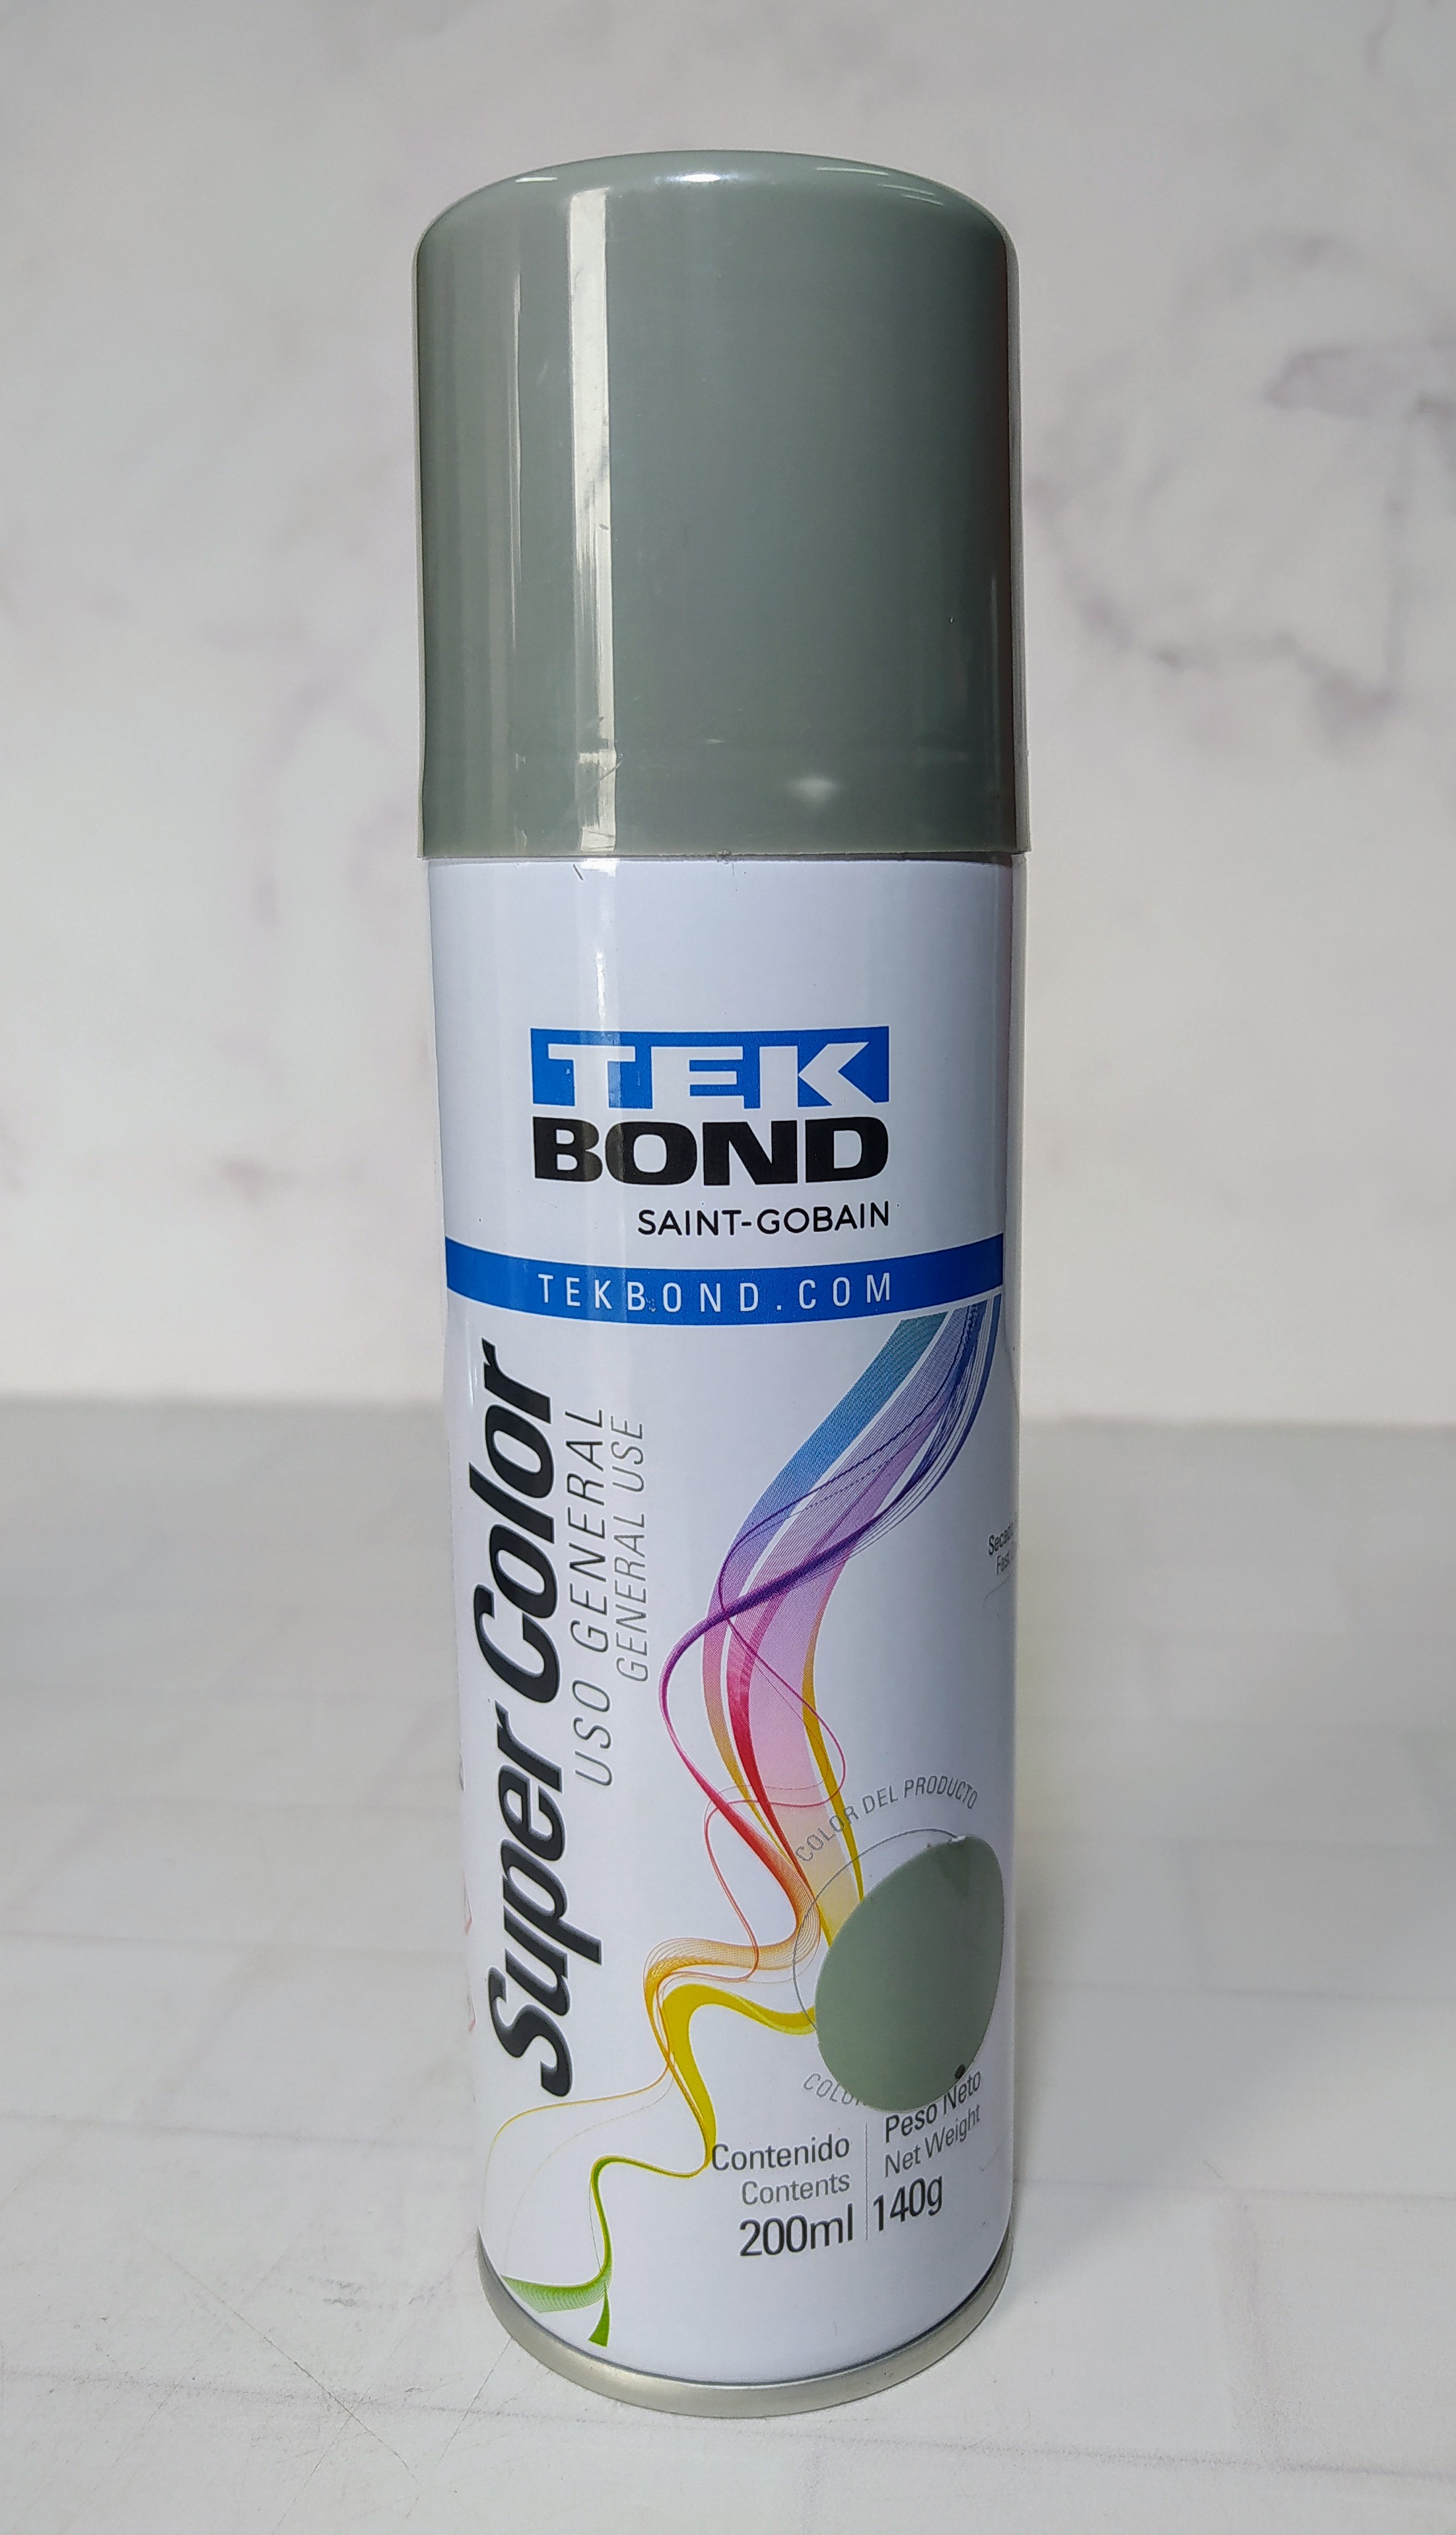 TEK
BOND
SAINT-GOBAIN
TEKBOND.COM
Super Color
USO GENERAL
GENERAL USE
COLOR DEL PRODUCTO
Contenido
Contents
200ml
Peso Neto
Net Weight
140g